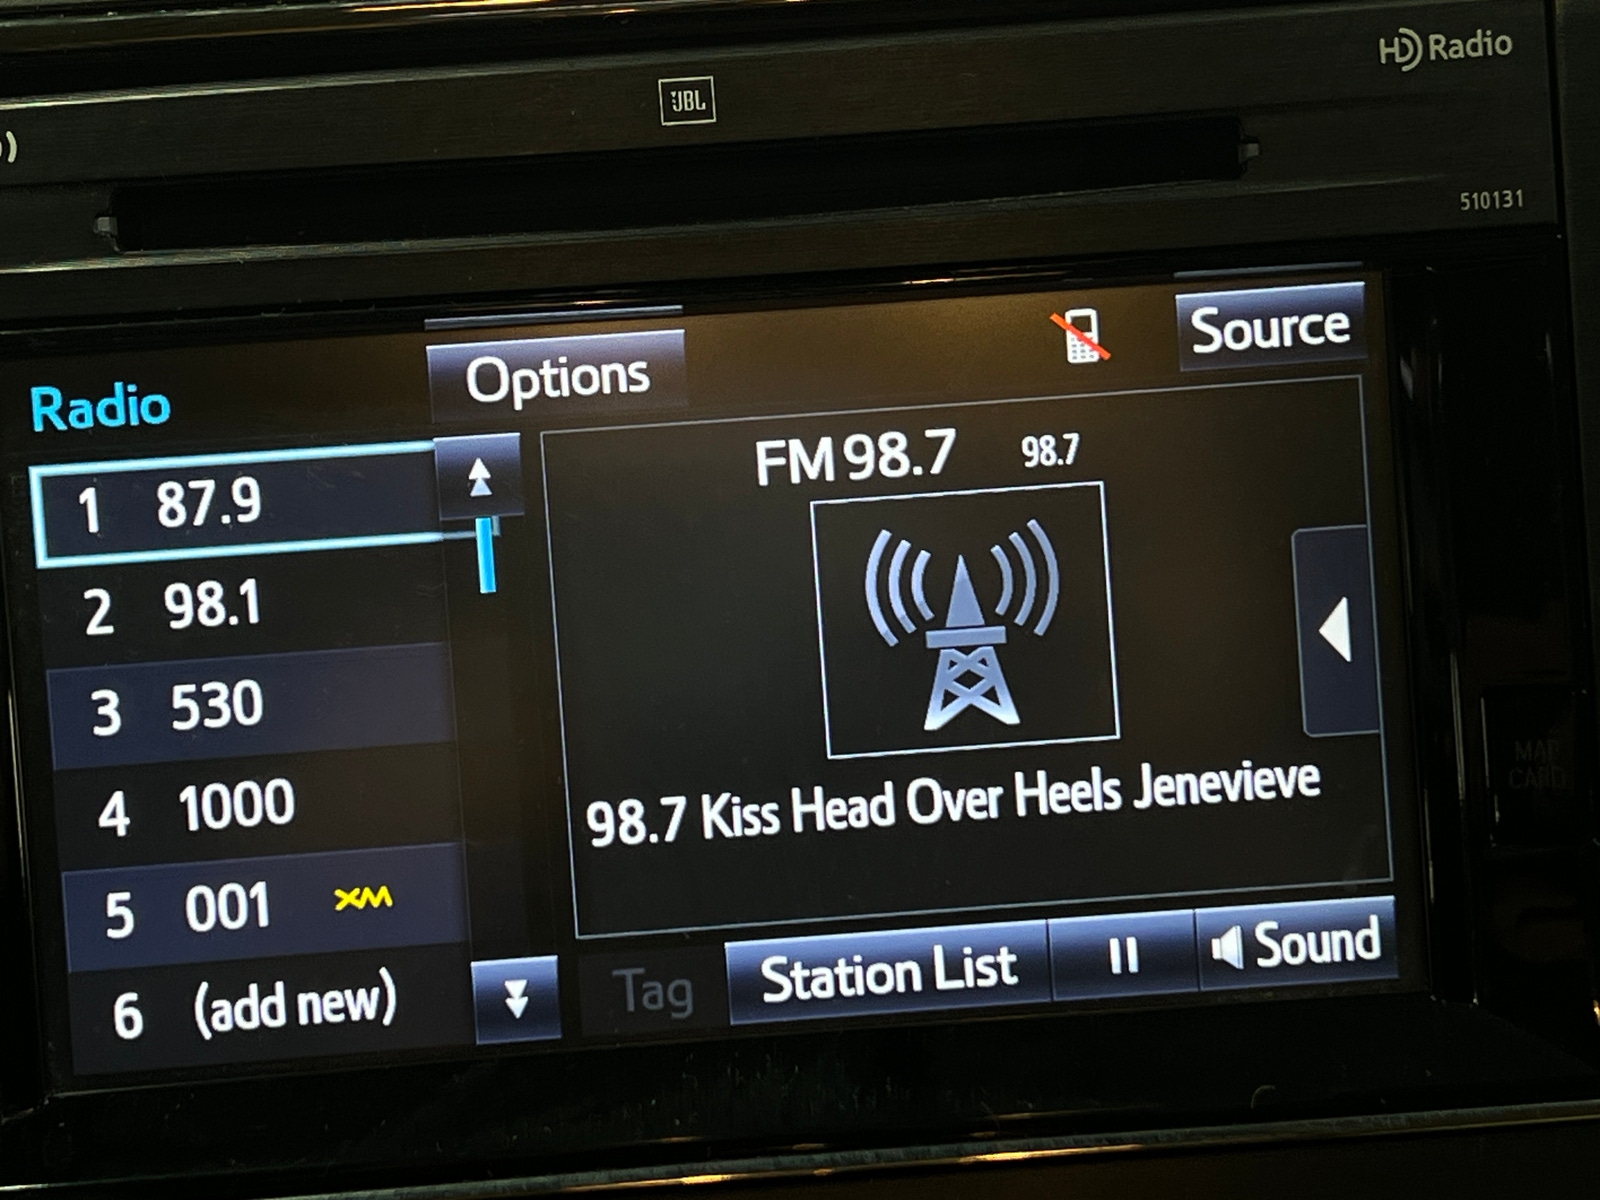 HD Radio
JBL
510131
Options
Source
Radio
FM 98.7 98.7
1 87.9
2 98.1
3 530
4 1000
5 001 XM
6 (add new)
98.7 Kiss Head Over Heels Jenevieve
Tag
Station List
Sound
MAP
CARD